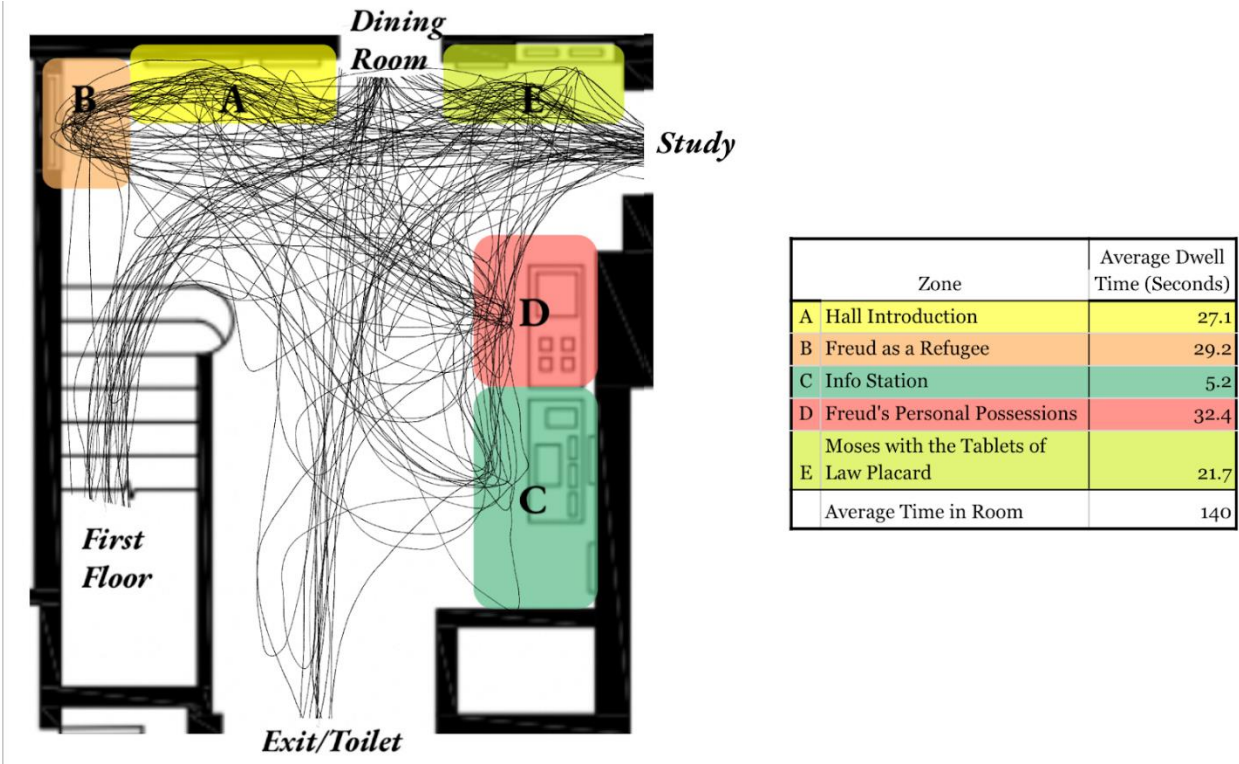 Dining
Room
B
A
E
Study
D
C
First
Floor
Exit/Toilet
Zone
Average Dwell
Time (Seconds)
A Hall Introduction 27.1
B Freud as a Refugee 29.2
C Info Station 5.2
D Freud's Personal Possessions 32.4
Moses with the Tablets of
E Law Placard 21.7
Average Time in Room 140